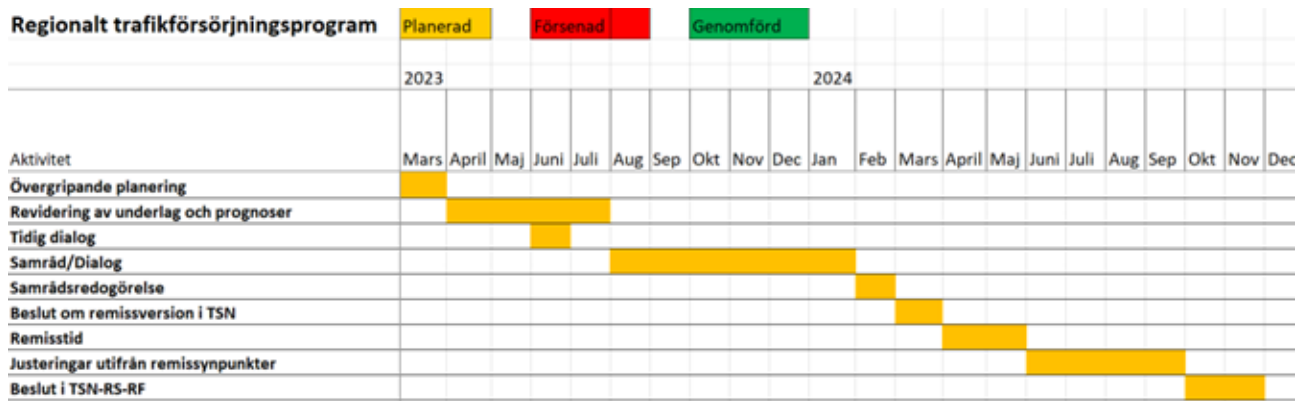 Regionalt trafikförsörjningsprogram Planerad Försenad Genomförd
2023 2024
Aktivitet Mars April Maj Juni Juli Aug Sep Okt Nov Dec Jan Feb Mars April Maj Juni Juli Aug Sep Okt Nov Dec
Övergripande planering
Revidering av underlag och prognoser
Tidig dialog
Samråd/Dialog
Samrådsredogörelse
Beslut om remissversion i TSN
Remisstid
Justeringar utifrån remissynpunkter
Beslut i TSN-RS-RF